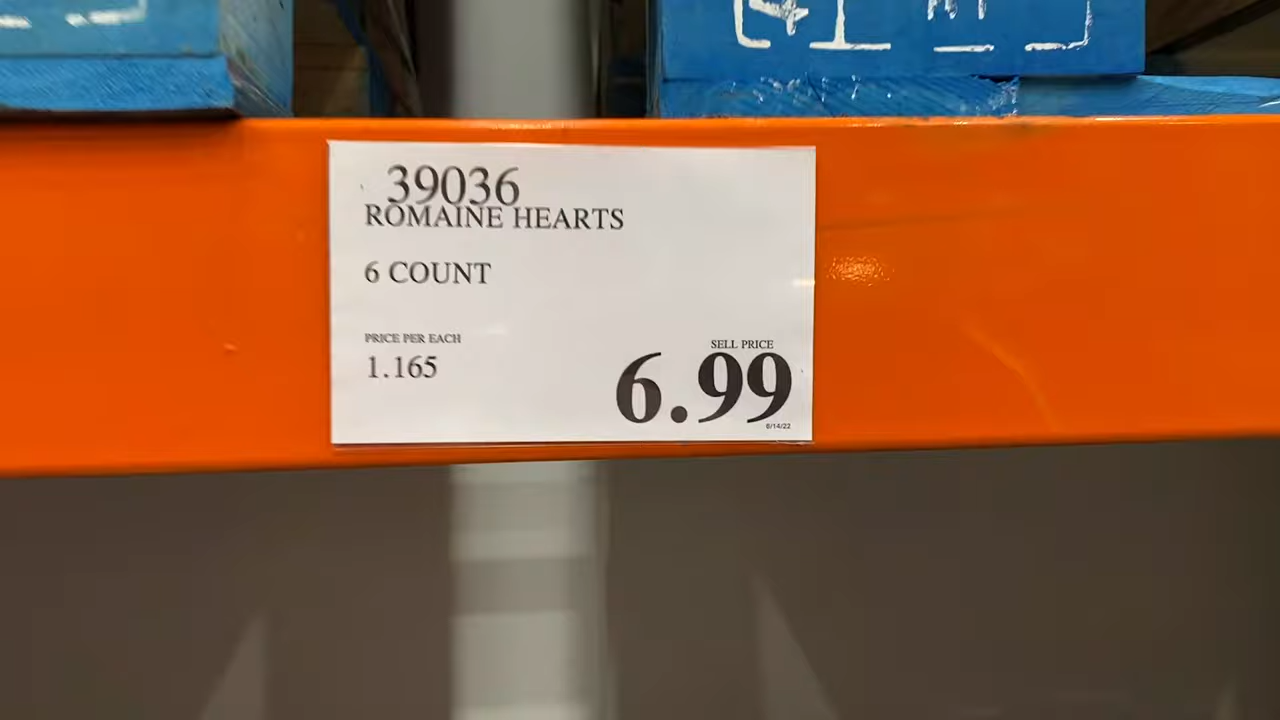 39036
ROMAINE HEARTS
6 COUNT
PRICE PER EACH
1.165
SELL PRICE
6.99